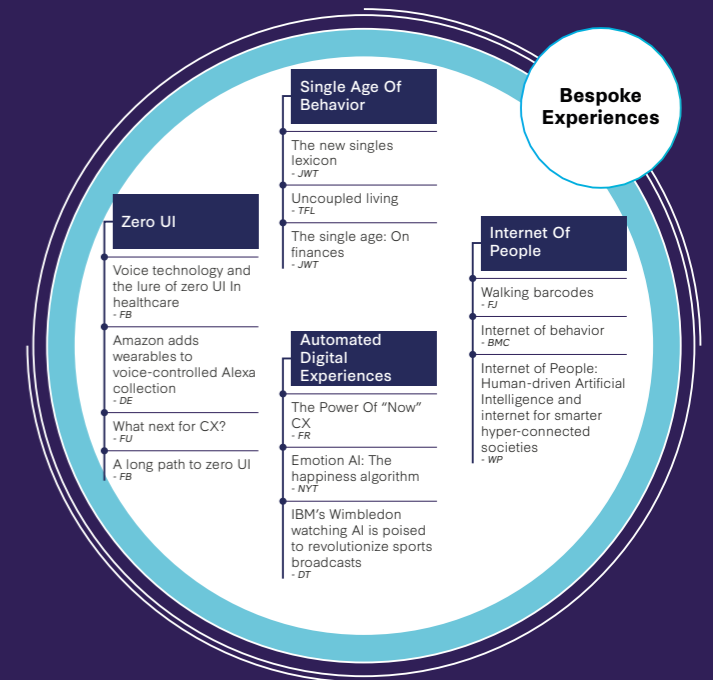 Bespoke
Experiences
Single Age Of
Behavior
The new singles
lexicon
- JWT
Uncoupled living
- TFL
The single age: On
finances
- JWT
Zero UI
Voice technology and
the lure of zero UI In
healthcare
- FB
Amazon adds
wearables to
voice-controlled Alexa
collection
- DE
What next for CX?
- FU
A long path to zero UI
- FB
Automated
Digital
Experiences
The Power Of “Now”
CX
- FR
Emotion AI: The
happiness algorithm
- NYT
IBM’s Wimbledon
watching AI is poised
to revolutionize sports
broadcasts
- DT
Internet Of
People
Walking barcodes
- FJ
Internet of behavior
- BMC
Internet of People:
Human-driven Artificial
Intelligence and
internet for smarter
hyper-connected
societies
- WP